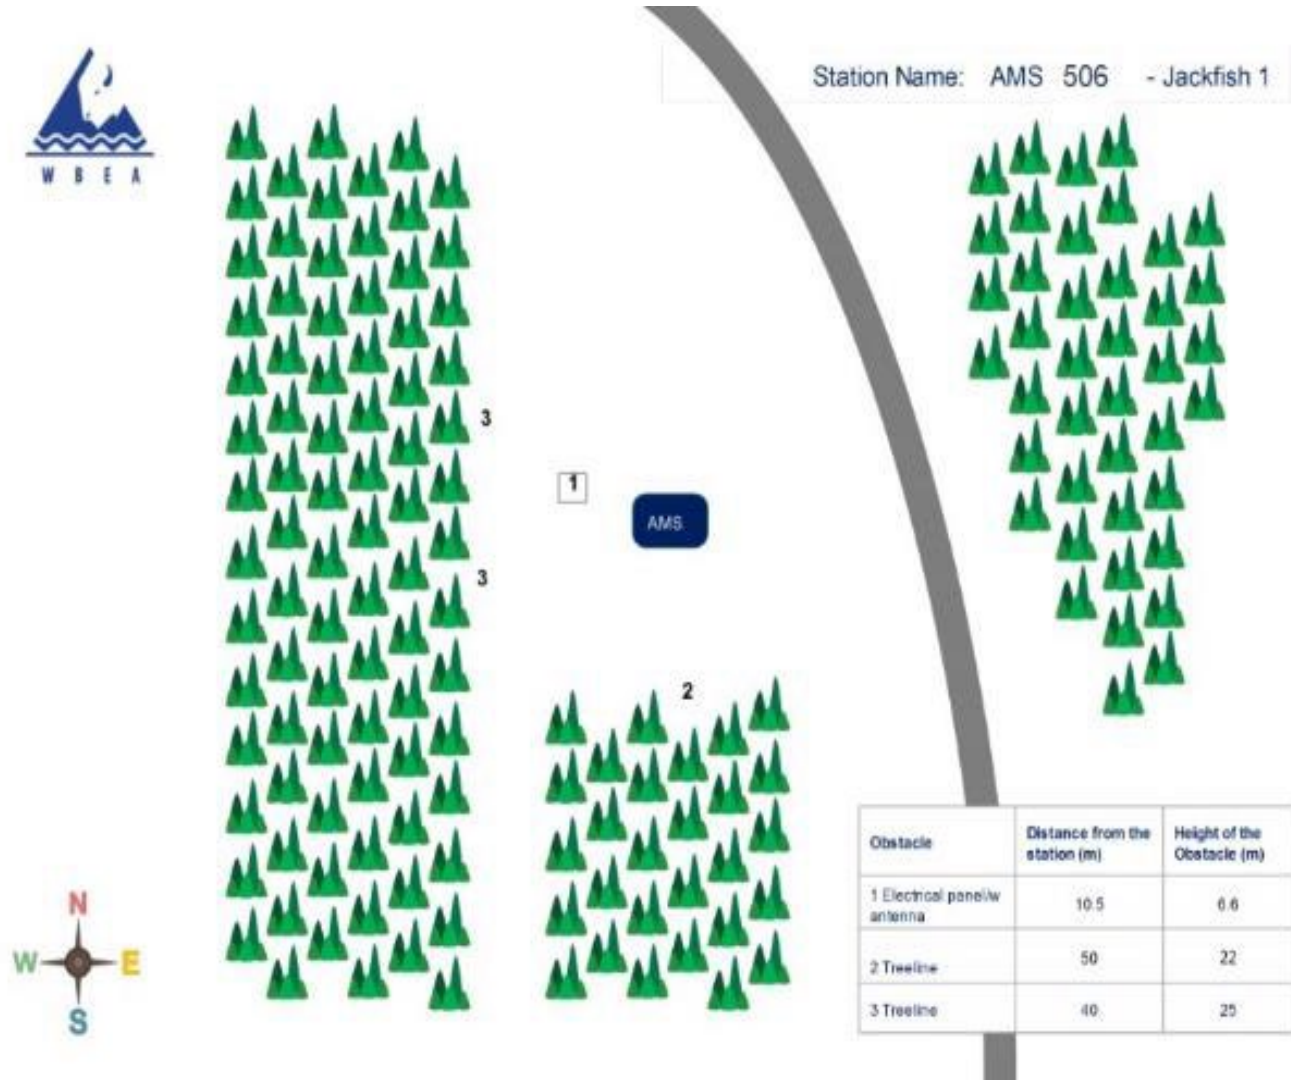 Station Name: AMS 506 - Jackfish 1
W B E A
3
1
AMS
3
2
Obstacle
Distance from the
station (m)
Height of the
Obstacle (m)
1 Electrical panel/w
antenna
10.5
6.6
2 Treeline
50
22
3 Treeline
40
25
N
W
E
S